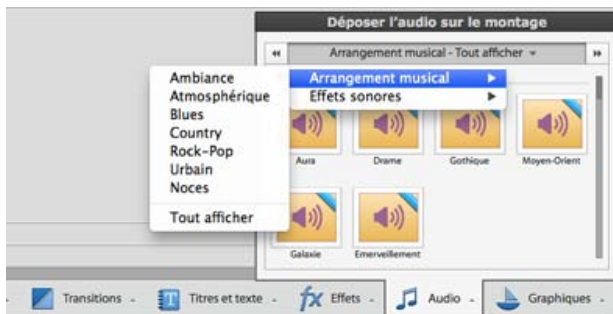 Déposer l'audio sur le montage
Arrangement musical - Tout afficher
Arrangement musical
Effets sonores
Ambiance
Atmosphérique
Blues
Country
Rock-Pop
Urbain
Noces
Tout afficher
Aura
Drame
Gothique
Moyen-Orient
Galaxie
Emerveillement
Transitions
T
Titres et texte
fx Effets
Audio
Graphiques